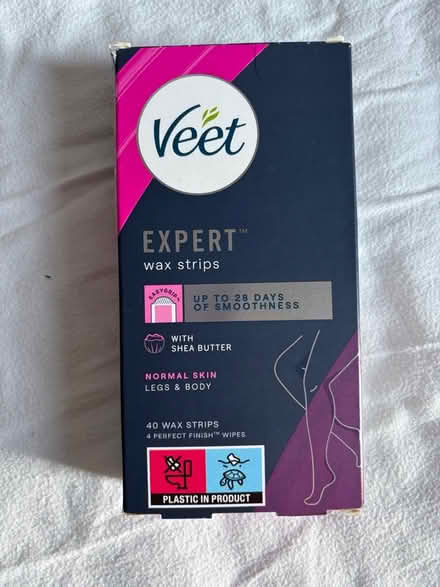 Veet
EXPERT™
wax strips
EASYGRIP™
UP TO 28 DAYS
OF SMOOTHNESS
WITH
SHEA BUTTER
NORMAL SKIN
LEGS & BODY
40 WAX STRIPS
4 PERFECT FINISH™ WIPES
PLASTIC IN PRODUCT